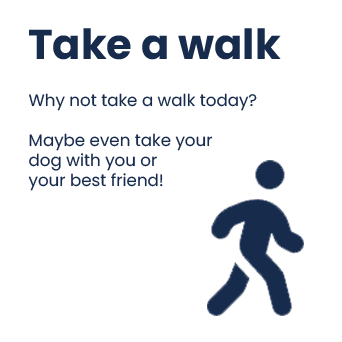 Take a walk
Why not take a walk today?
Maybe even take your
dog with you or
your best friend!